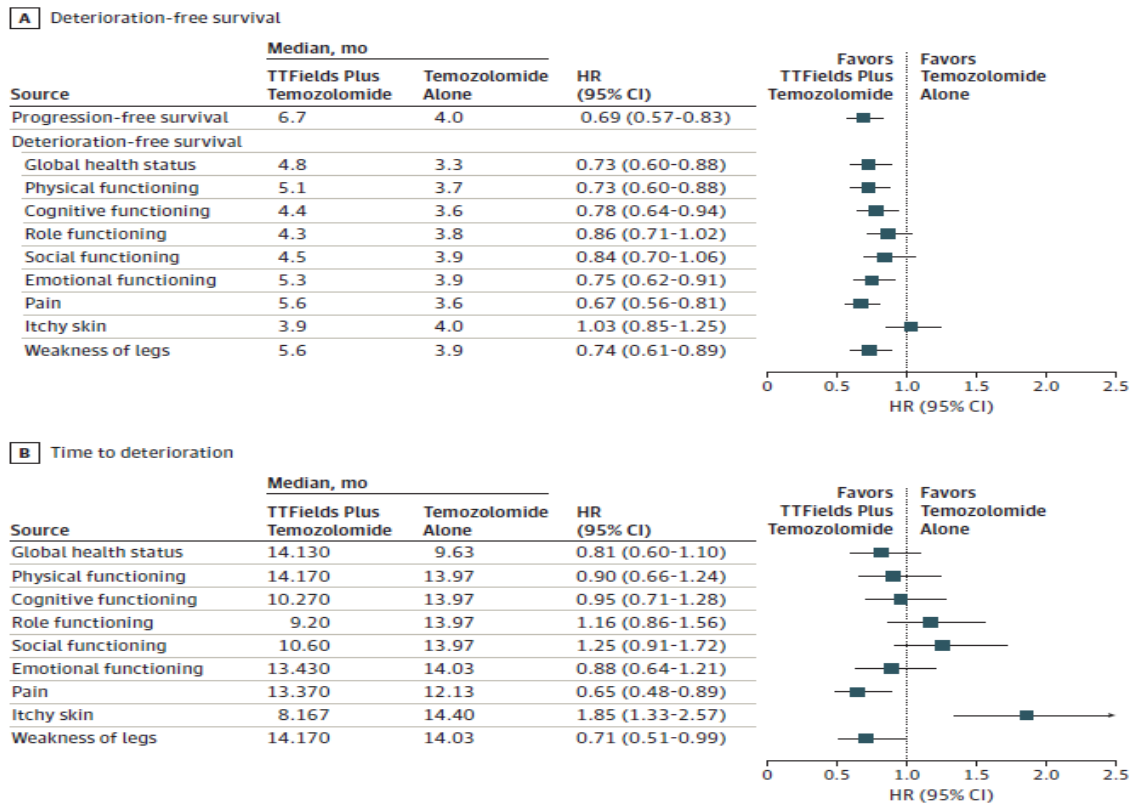 A Deterioration-free survival
Median, mo
Source TTFields Plus Temozolomide Temozolomide Alone HR (95% CI) Favors TTFields Plus Temozolomide Favors Temozolomide Alone
Progression-free survival 6.7 4.0 0.69 (0.57-0.83)
Deterioration-free survival
Global health status 4.8 3.3 0.73 (0.60-0.88)
Physical functioning 5.1 3.7 0.73 (0.60-0.88)
Cognitive functioning 4.4 3.6 0.78 (0.64-0.94)
Role functioning 4.3 3.8 0.86 (0.71-1.02)
Social functioning 4.5 3.9 0.84 (0.70-1.06)
Emotional functioning 5.3 3.9 0.75 (0.62-0.91)
Pain 5.6 3.6 0.67 (0.56-0.81)
Itchy skin 3.9 4.0 1.03 (0.85-1.25)
Weakness of legs 5.6 3.9 0.74 (0.61-0.89)
0 0.5 1.0 1.5 2.0 2.5
HR (95% CI)
B Time to deterioration
Median, mo
Source TTFields Plus Temozolomide Temozolomide Alone HR (95% CI) Favors TTFields Plus Temozolomide Favors Temozolomide Alone
Global health status 14.130 9.63 0.81 (0.60-1.10)
Physical functioning 14.170 13.97 0.90 (0.66-1.24)
Cognitive functioning 10.270 13.97 0.95 (0.71-1.28)
Role functioning 9.20 13.97 1.16 (0.86-1.56)
Social functioning 10.60 13.97 1.25 (0.91-1.72)
Emotional functioning 13.430 14.03 0.88 (0.64-1.21)
Pain 13.370 12.13 0.65 (0.48-0.89)
Itchy skin 8.167 14.40 1.85 (1.33-2.57)
Weakness of legs 14.170 14.03 0.71 (0.51-0.99)
0 0.5 1.0 1.5 2.0 2.5
HR (95% CI)